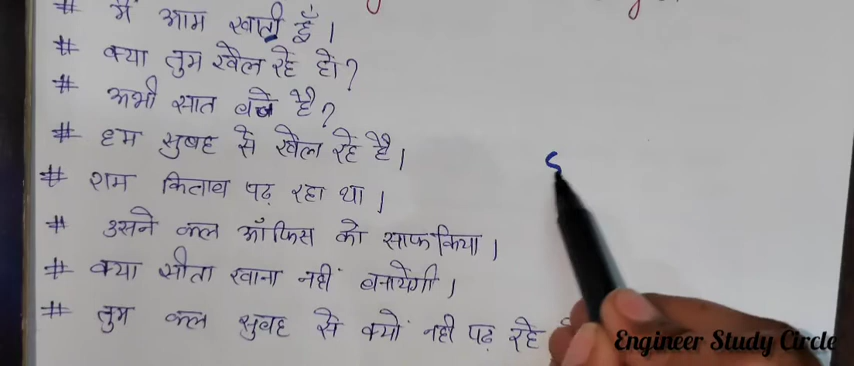 # मैं आम खाती हूँ।
# क्या तुम खेल रहे हो?
# अभी सात बजे है?
# हम सुबह से खेल रहे है।
# राम किताब पढ़ रहा था।
# उसने कल ऑफिस को साफ किया।
# क्या सीता खाना नहीं बनायेगी।
# तुम कल सुबह से क्यों नही पढ़ रहे
Engineer Study Circle